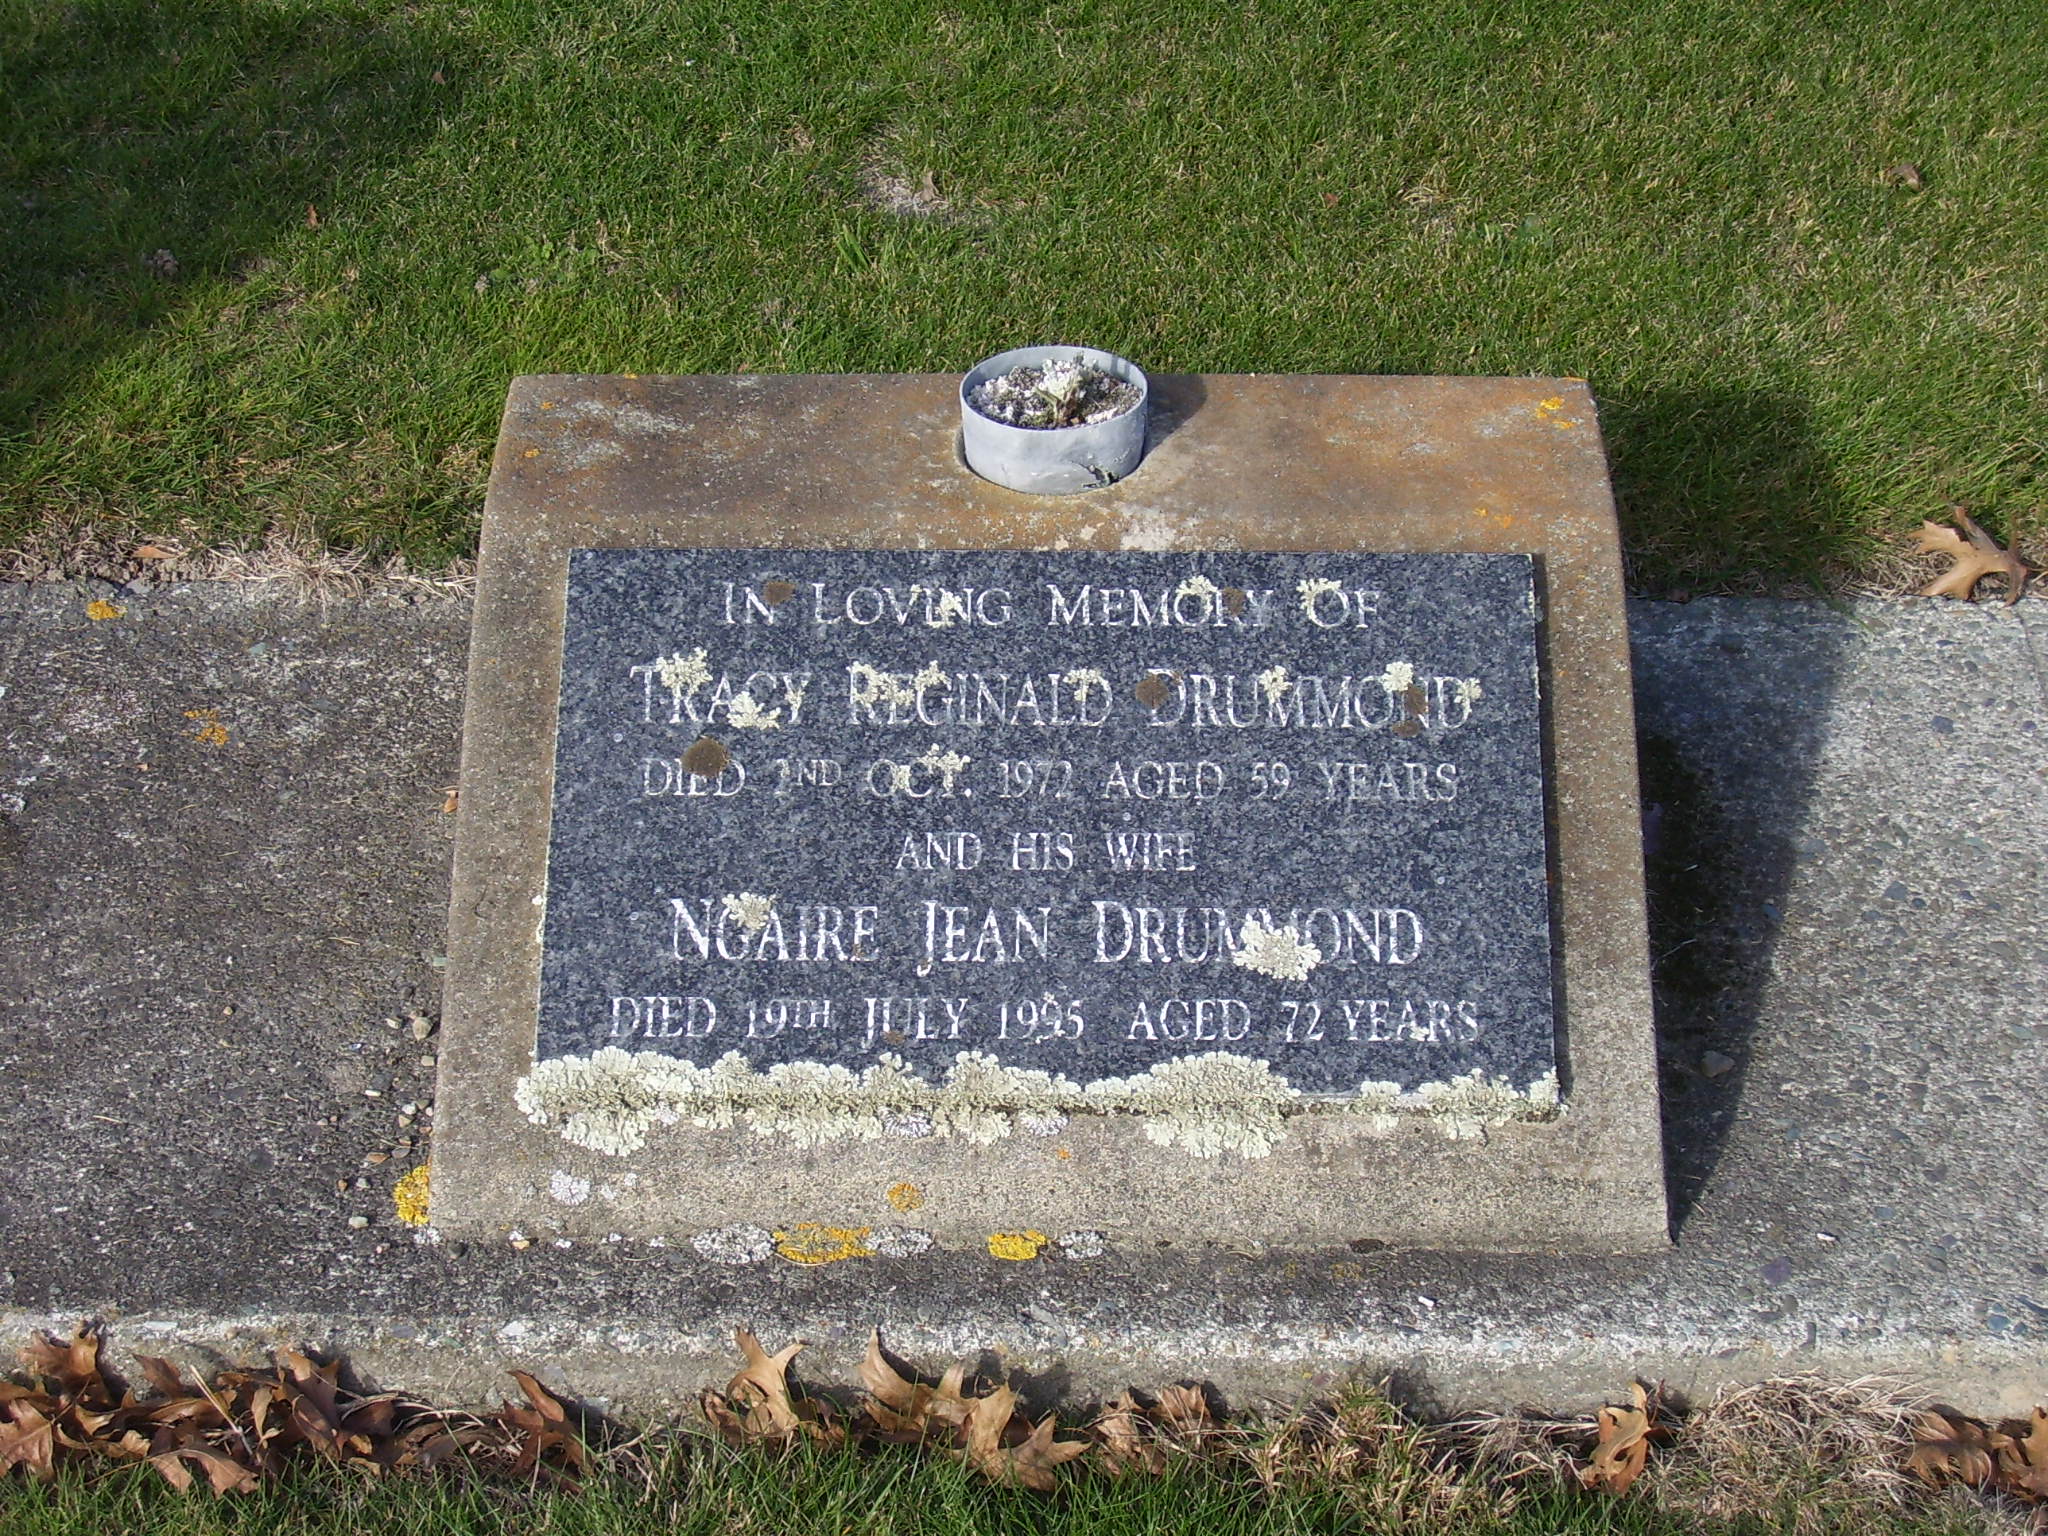 In Loving Memory of
Tracy Reginald Drummond
Died 2nd Oct. 1972 aged 59 years
and his wife
Ngaire Jean Drummond
Died 19th July 1995 aged 72 years